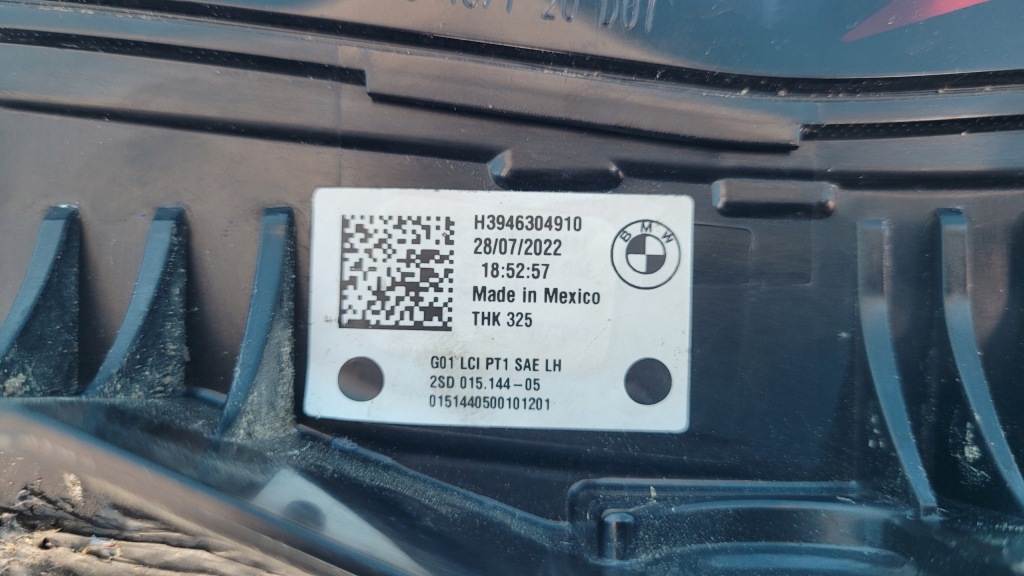 H3946304910
28/07/2022
18:52:57
Made in Mexico
THK 325
BMW
G01 LCI PT1 SAE LH
2SD 015.144-05
0151440500101201